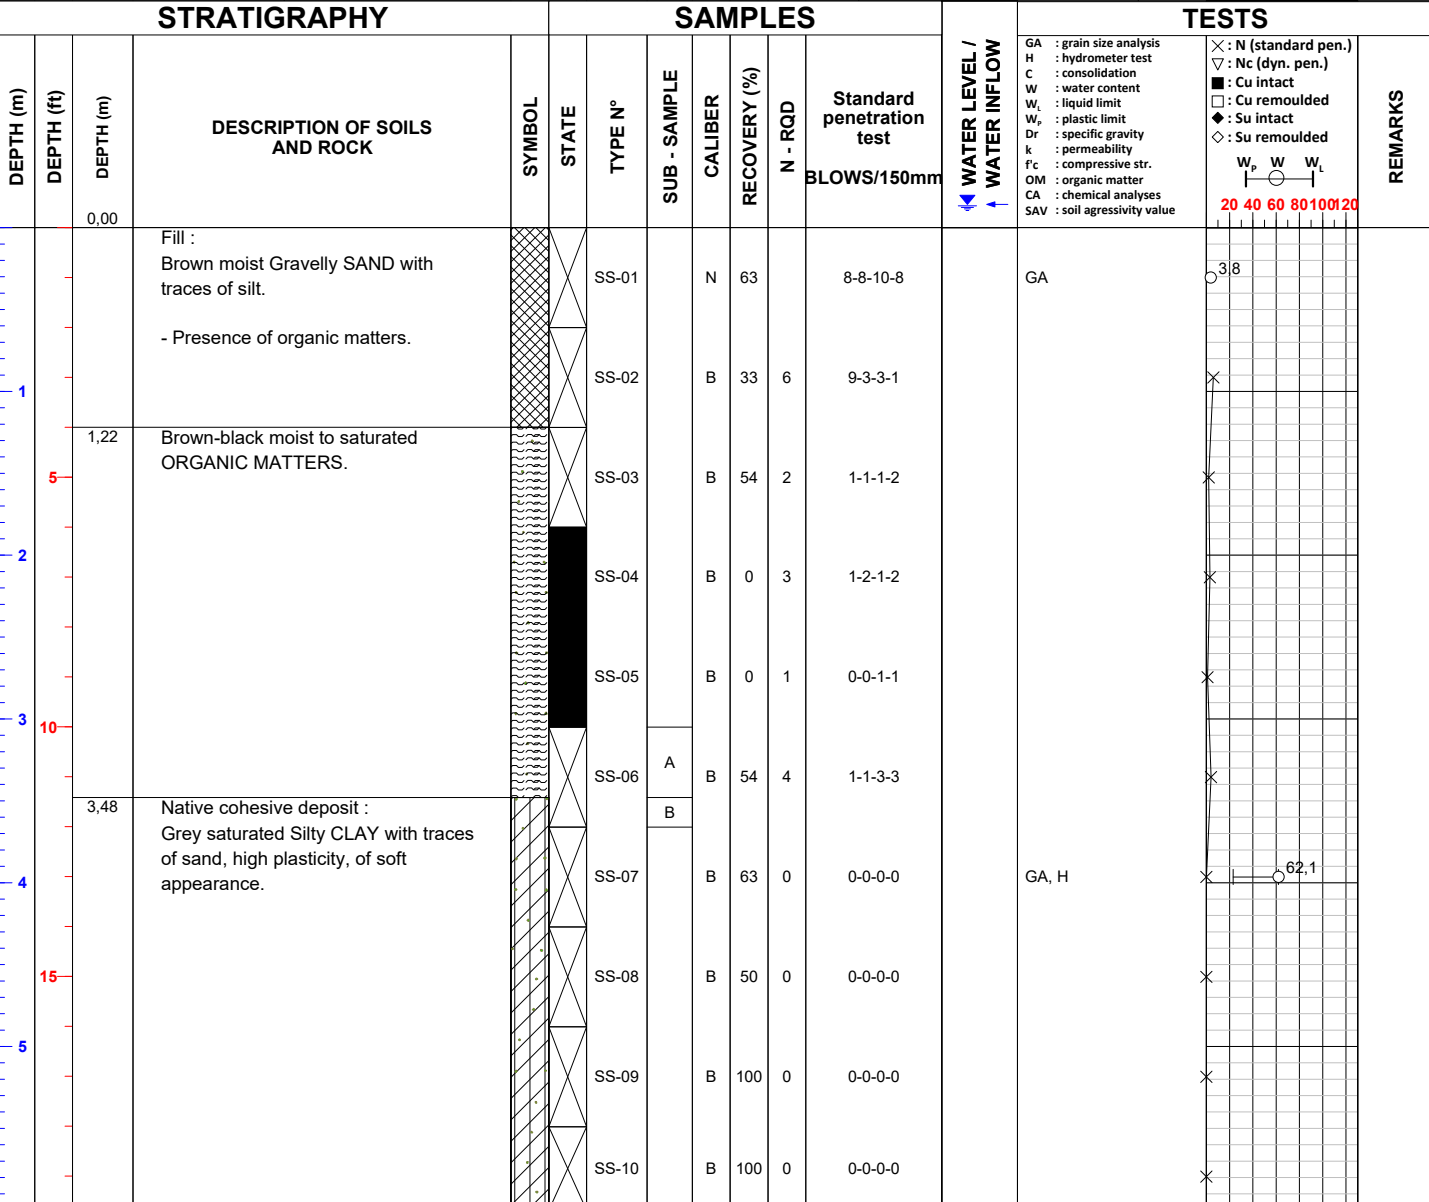 STRATIGRAPHY
SAMPLES
TESTS
DEPTH (m)
DEPTH (ft)
DEPTH (m)
0,00
DESCRIPTION OF SOILS
AND ROCK
SYMBOL
STATE
TYPE N°
SUB - SAMPLE
CALIBER
RECOVERY (%)
N - RQD
Standard
penetration
test
BLOWS/150mm
WATER LEVEL /
WATER INFLOW
GA : grain size analysis
H : hydrometer test
C : consolidation
W : water content
WL : liquid limit
WP : plastic limit
Dr : specific gravity
k : permeability
f'c : compressive str.
OM : organic matter
CA : chemical analyses
SAV : soil agressivity value
: N (standard pen.)
: Nc (dyn. pen.)
: Cu intact
: Cu remoulded
: Su intact
: Su remoulded
WP W WL
20 40 60 80 100 120
REMARKS
Fill :
Brown moist Gravelly SAND with
traces of silt.
- Presence of organic matters.
SS-01 N 63 8-8-10-8 GA 3,8
SS-02 B 33 6 9-3-3-1
1
1,22 Brown-black moist to saturated
ORGANIC MATTERS.
5 SS-03 B 54 2 1-1-1-2
2
SS-04 B 0 3 1-2-1-2
SS-05 B 0 1 0-0-1-1
3
10
A
SS-06 B 54 4 1-1-3-3
3,48 Native cohesive deposit :
B
Grey saturated Silty CLAY with traces
of sand, high plasticity, of soft
appearance.
SS-07 B 63 0 0-0-0-0 GA, H 62,1
4
15 SS-08 B 50 0 0-0-0-0
5
SS-09 B 100 0 0-0-0-0
SS-10 B 100 0 0-0-0-0